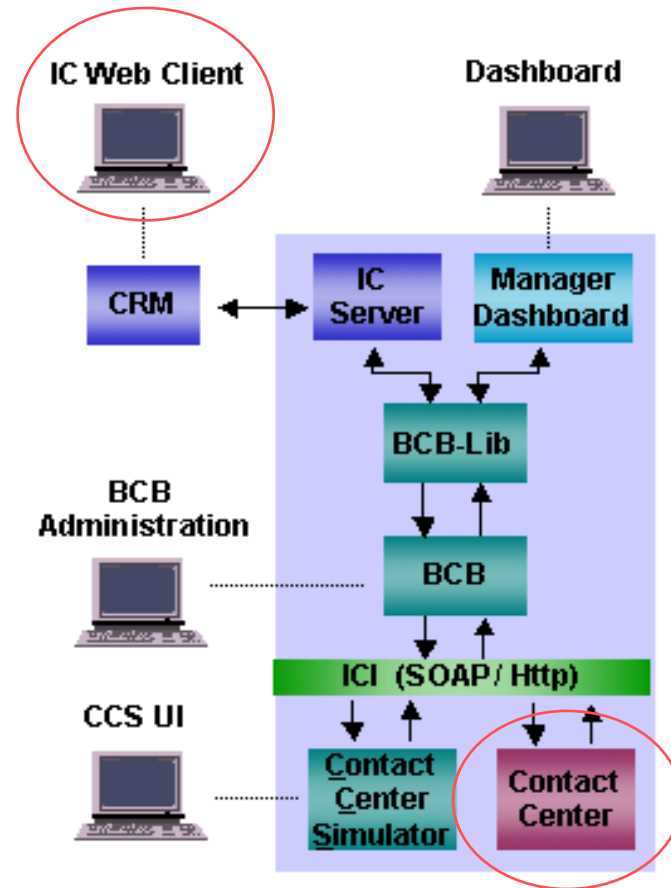 IC Web Client
Dashboard
CRM
IC
Server
Manager
Dashboard
BCB-Lib
BCB
Administration
BCB
ICI (SOAP / Http)
CCS UI
Contact
Center
Simulator
Contact
Center